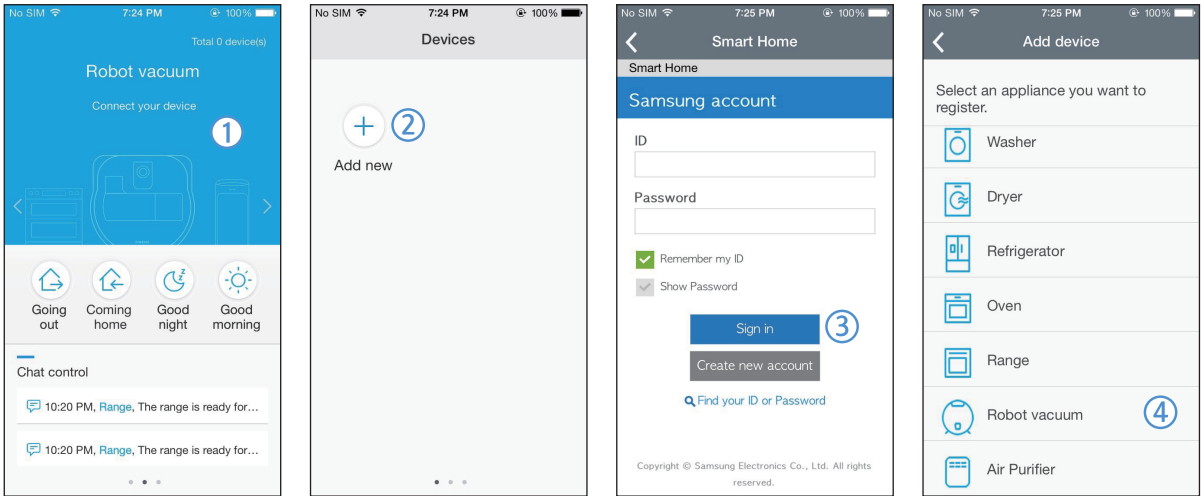 No SIM 7:24 PM 100%
Total 0 device(s)
Robot vacuum
Connect your device
①
Going out
Coming home
Good night
Good morning
Chat control
10:20 PM, Range, The range is ready for…
10:20 PM, Range, The range is ready for…
No SIM 7:24 PM 100%
Devices
②
Add new
No SIM 7:25 PM 100%
Smart Home
Smart Home
Samsung account
ID
Password
Remember my ID
Show Password
Sign in
③
Create new account
Find your ID or Password
Copyright © Samsung Electronics Co., Ltd. All rights
reserved.
No SIM 7:25 PM 100%
Add device
Select an appliance you want to
register.
Washer
Dryer
Refrigerator
Oven
Range
Robot vacuum
④
Air Purifier